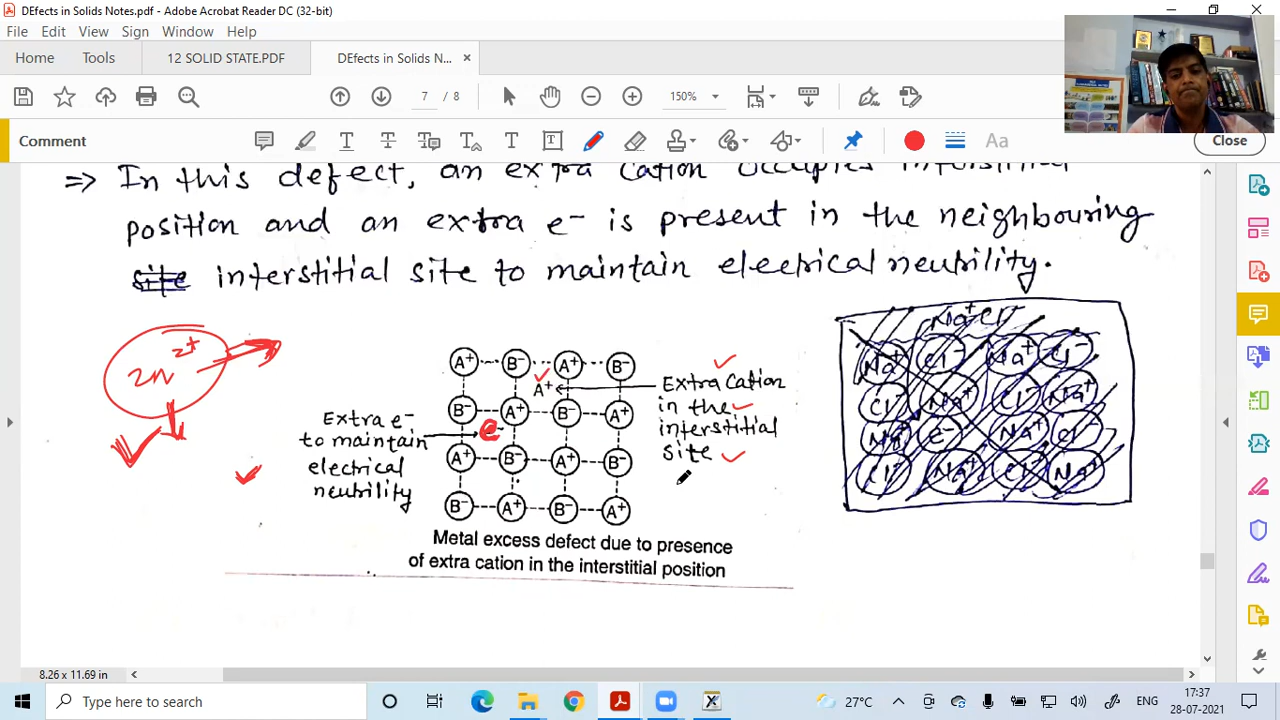 DEfects in Solids Notes.pdf - Adobe Acrobat Reader DC (32-bit)
File Edit View Sign Window Help
Home Tools 12 SOLID STATE.PDF DEfects in Solids N... ×
7 / 8 150%
Comment Close
⇒ In this defect, an extra cation occupies interstitial
position and an extra e⁻ is present in the neighbouring
site interstitial site to maintain electrical neutrility.
Zn²⁺
A⁺ B⁻ A⁺ B⁻
A⁺
B⁻ A⁺ B⁻ A⁺
e⁻
A⁺ B⁻ A⁺ B⁻
B⁻ A⁺ B⁻ A⁺
Extra e⁻
to maintain
electrical
neutrility
Extra Cation
in the
interstitial
site
Metal excess defect due to presence
of extra cation in the interstitial position
Na⁺Cl⁻
Na⁺ Cl⁻ Na⁺ Cl⁻
Cl⁻ Na⁺ Cl⁻ Na⁺
Na⁺ e⁻ Na⁺ Cl⁻
Cl⁻ Na⁺ Cl⁻ Na⁺
8.26 x 11.69 in
Type here to search
27°C
ENG
17:37
28-07-2021